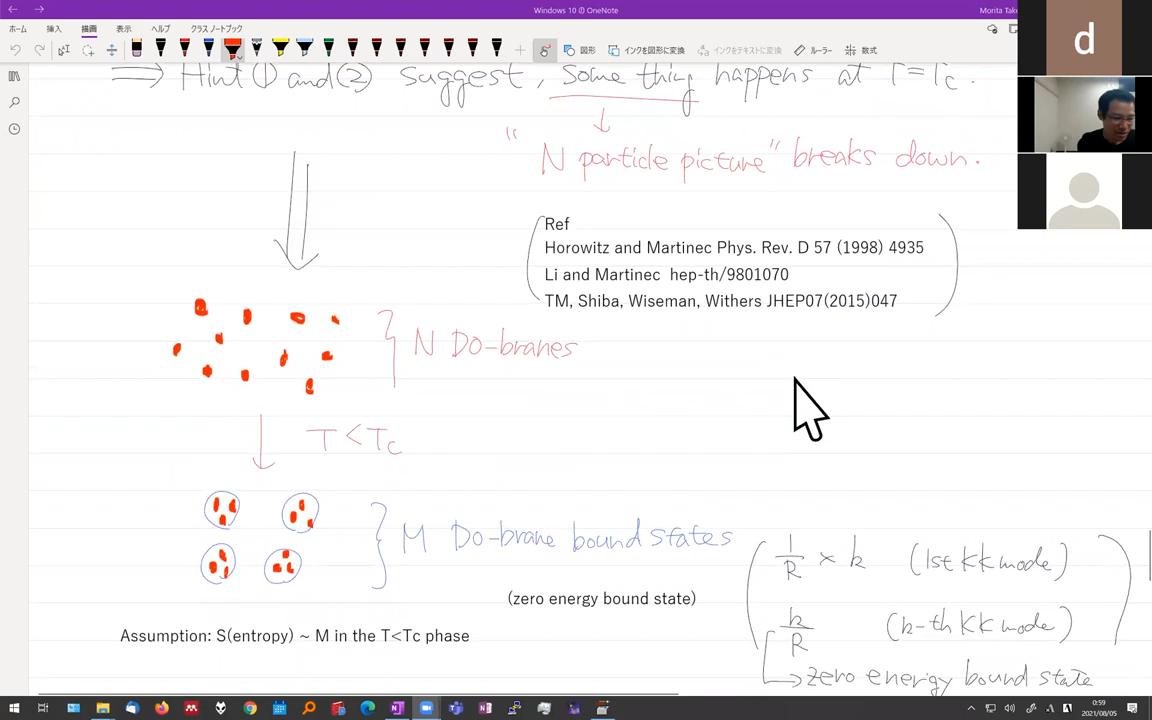 Windows 10 の OneNote
Morita Take
ホーム 挿入 描画 表示 ヘルプ クラス ノートブック
図形 インクを図形に変換 インクをテキストに変換 ルーラー 数式
d
⟹ Hint (1) and (2) suggest, something happens at T=Tc.
↓
"N particle picture" breaks down.
Ref
Horowitz and Martinec Phys. Rev. D 57 (1998) 4935
Li and Martinec hep-th/9801070
TM, Shiba, Wiseman, Withers JHEP07(2015)047
} N D0-branes
↓ T < Tc
} M D0-brane bound states
(zero energy bound state)
1/R × k (1st KK mode)
k/R (k-th KK mode)
→ zero energy bound state
Assumption: S(entropy) ~ M in the T<Tc phase
A
0:59
2021/08/05